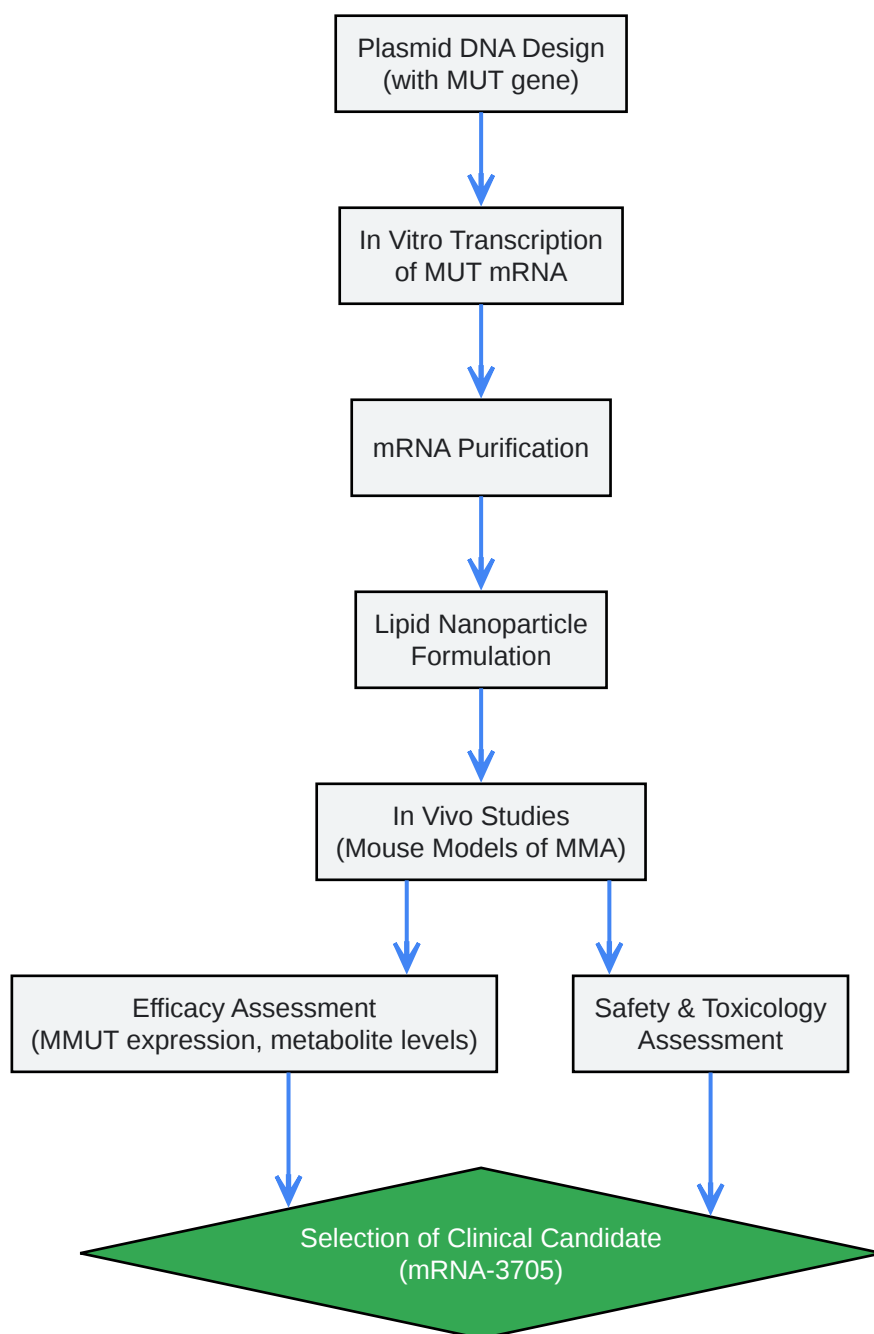 Plasmid DNA Design
(with MUT gene)
In Vitro Transcription
of MUT mRNA
mRNA Purification
Lipid Nanoparticle
Formulation
In Vivo Studies
(Mouse Models of MMA)
Efficacy Assessment
(MMUT expression, metabolite levels)
Safety & Toxicology
Assessment
Selection of Clinical Candidate
(mRNA-3705)